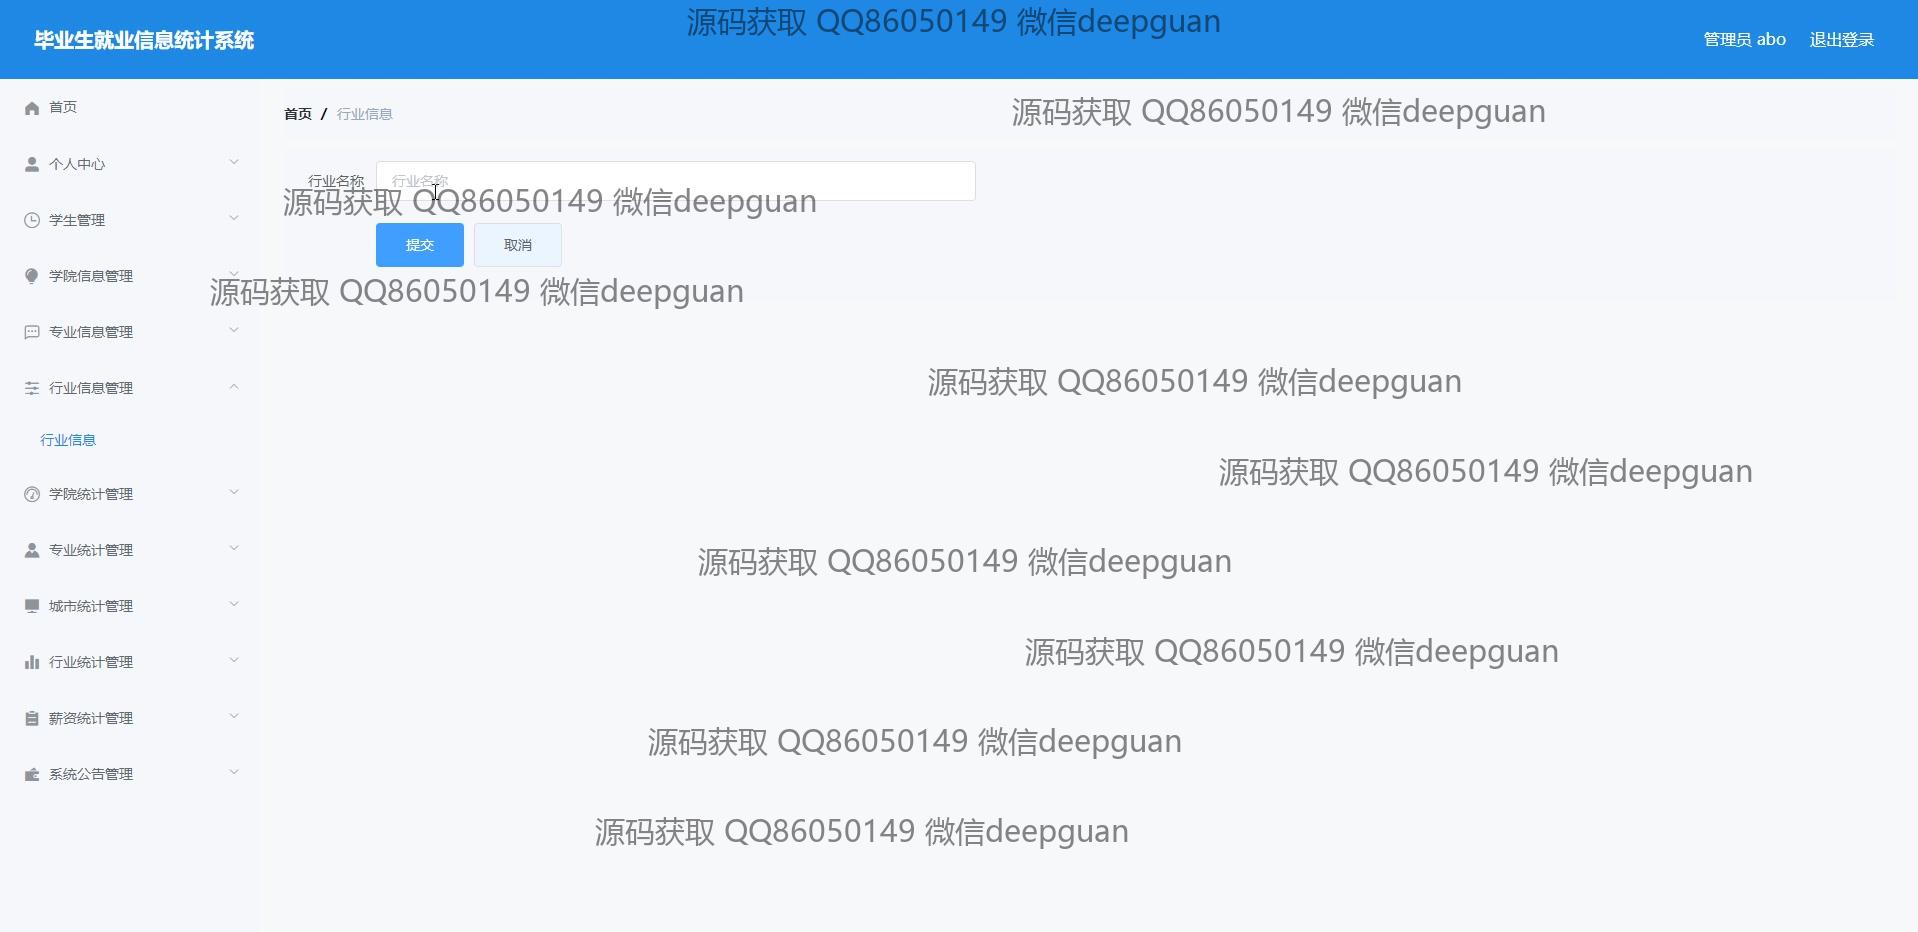 毕业生就业信息统计系统
源码获取 QQ86050149 微信deepguan
管理员 abo
退出登录
首页
个人中心
学生管理
学院信息管理
专业信息管理
行业信息管理
行业信息
学院统计管理
专业统计管理
城市统计管理
行业统计管理
薪资统计管理
系统公告管理
首页 / 行业信息
源码获取 QQ86050149 微信deepguan
行业名称
行业名称
源码获取 QQ86050149 微信deepguan
提交
取消
源码获取 QQ86050149 微信deepguan
源码获取 QQ86050149 微信deepguan
源码获取 QQ86050149 微信deepguan
源码获取 QQ86050149 微信deepguan
源码获取 QQ86050149 微信deepguan
源码获取 QQ86050149 微信deepguan
源码获取 QQ86050149 微信deepguan